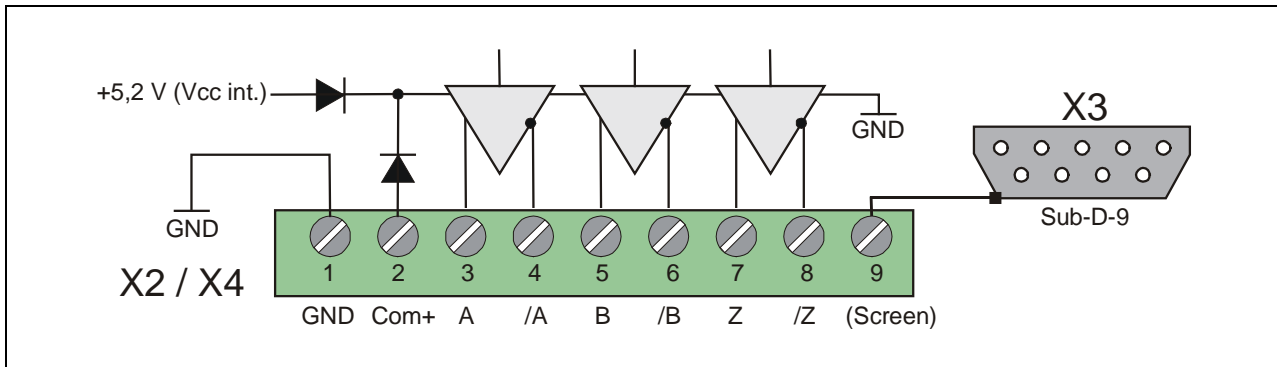 +5,2 V (Vcc int.)
GND
X3
Sub-D-9
GND
X2 / X4
1 2 3 4 5 6 7 8 9
GND Com+ A /A B /B Z /Z (Screen)